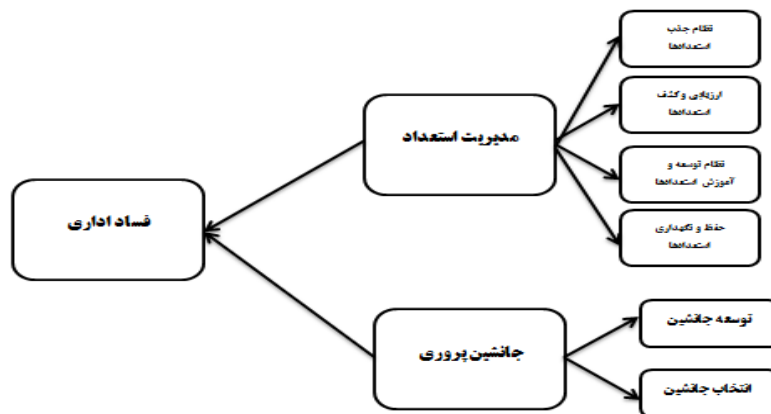 نظام جذب
استعدادها
ارزیابی و کشف
استعدادها
مدیریت استعداد
نظام توسعه و
آموزش استعدادها
حفظ و نگهداری
استعدادها
فساد اداری
توسعه جانشین
جانشین پروری
انتخاب جانشین